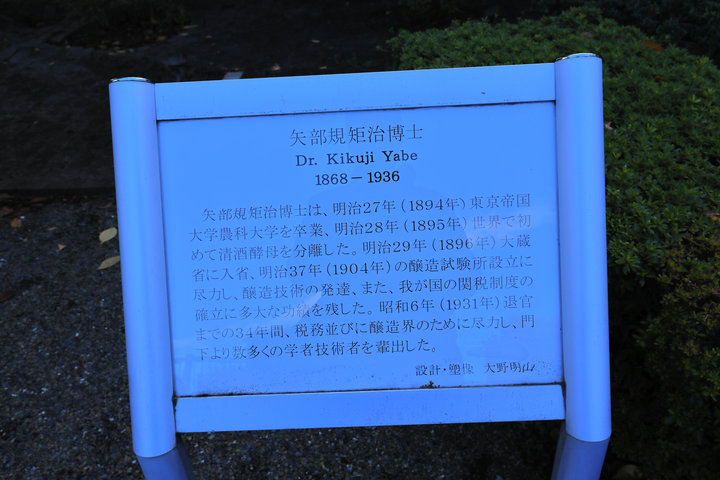 矢部規矩治博士
Dr. Kikuji Yabe
1868－1936
矢部規矩治博士は、明治27年(1894年)東京帝国
大学農科大学を卒業、明治28年(1895年)世界で初
めて清酒酵母を分離した。明治29年(1896年)大蔵
省に入省、明治37年(1904年)の醸造試験所設立に
尽力し、醸造技術の発達、また、我が国の関税制度の
確立に多大な功績を残した。昭和6年(1931年)退官
までの34年間、税務並びに醸造界のために尽力し、門
下より数多くの学者技術者を輩出した。
設計・塑像 大野明山